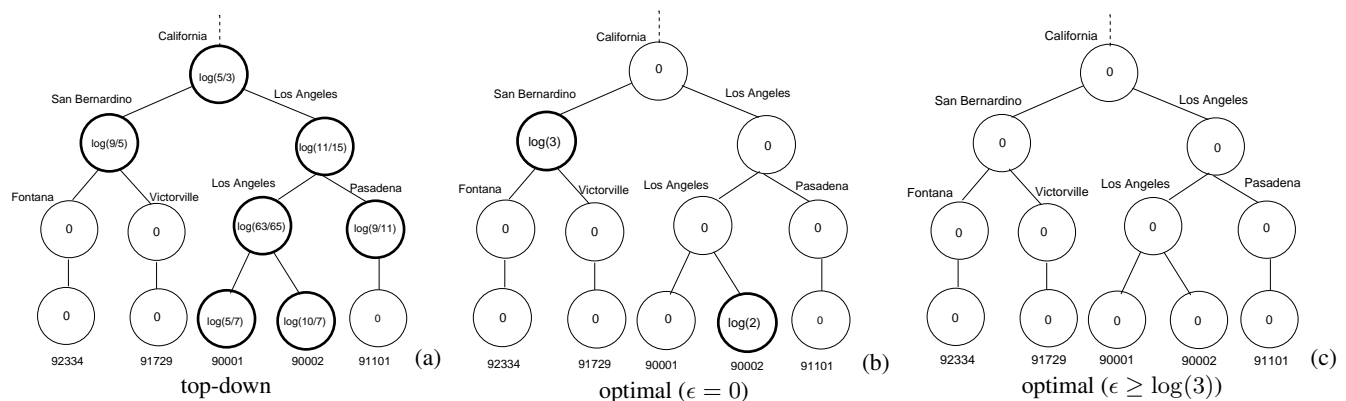 California
log(5/3)
San Bernardino
Los Angeles
log(9/5)
log(11/15)
Fontana
Victorville
Los Angeles
Pasadena
0
0
log(63/65)
log(9/11)
0
0
log(5/7)
log(10/7)
0
92334
91729
90001
90002
91101
(a)
top-down
California
0
San Bernardino
Los Angeles
log(3)
0
Fontana
Victorville
Los Angeles
Pasadena
0
0
0
0
0
0
0
log(2)
0
92334
91729
90001
90002
91101
(b)
optimal (ϵ = 0)
California
0
San Bernardino
Los Angeles
0
0
Fontana
Victorville
Los Angeles
Pasadena
0
0
0
0
0
0
0
0
0
92334
91729
90001
90002
91101
(c)
optimal (ϵ ≥ log(3))